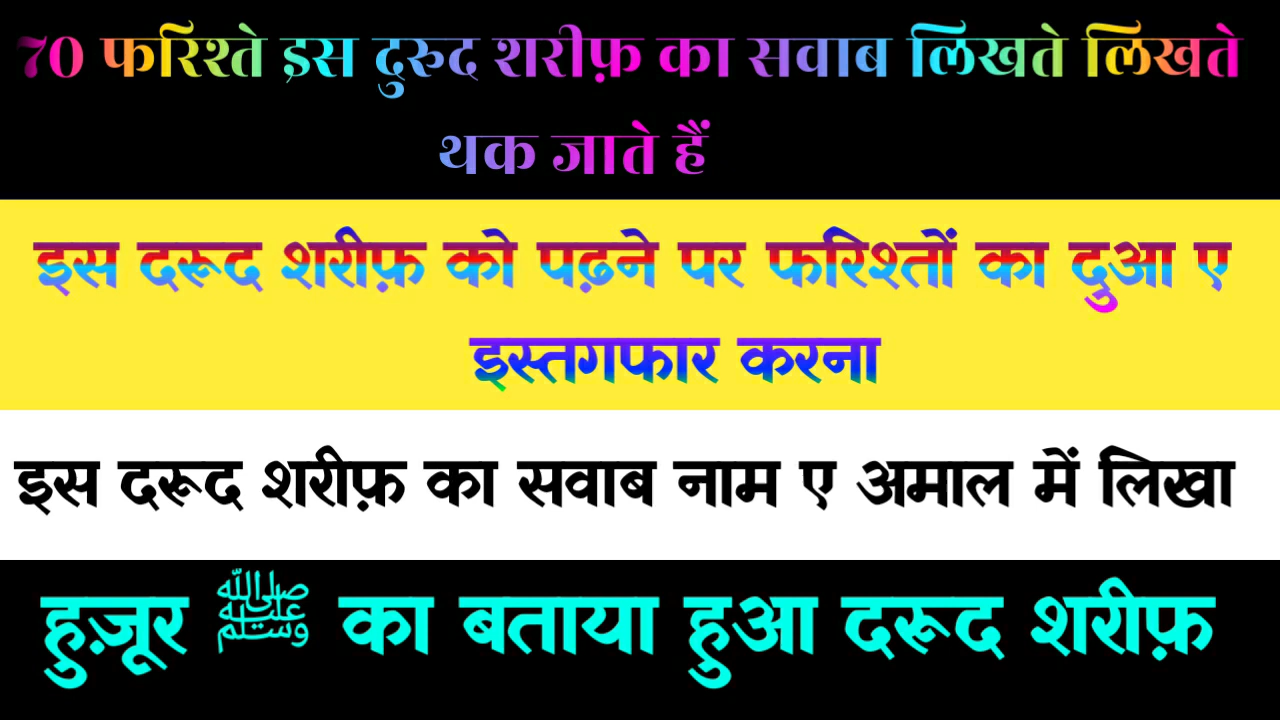 70 फरिश्ते इस दुरुद शरीफ़ का सवाब लिखते लिखते
थक जाते हैं
इस दरूद शरीफ़ को पढ़ने पर फरिश्तों का दुआ ए
इस्तगफार करना
इस दरूद शरीफ़ का सवाब नाम ए अमाल में लिखा
हुज़ूर ﷺ का बताया हुआ दरूद शरीफ़